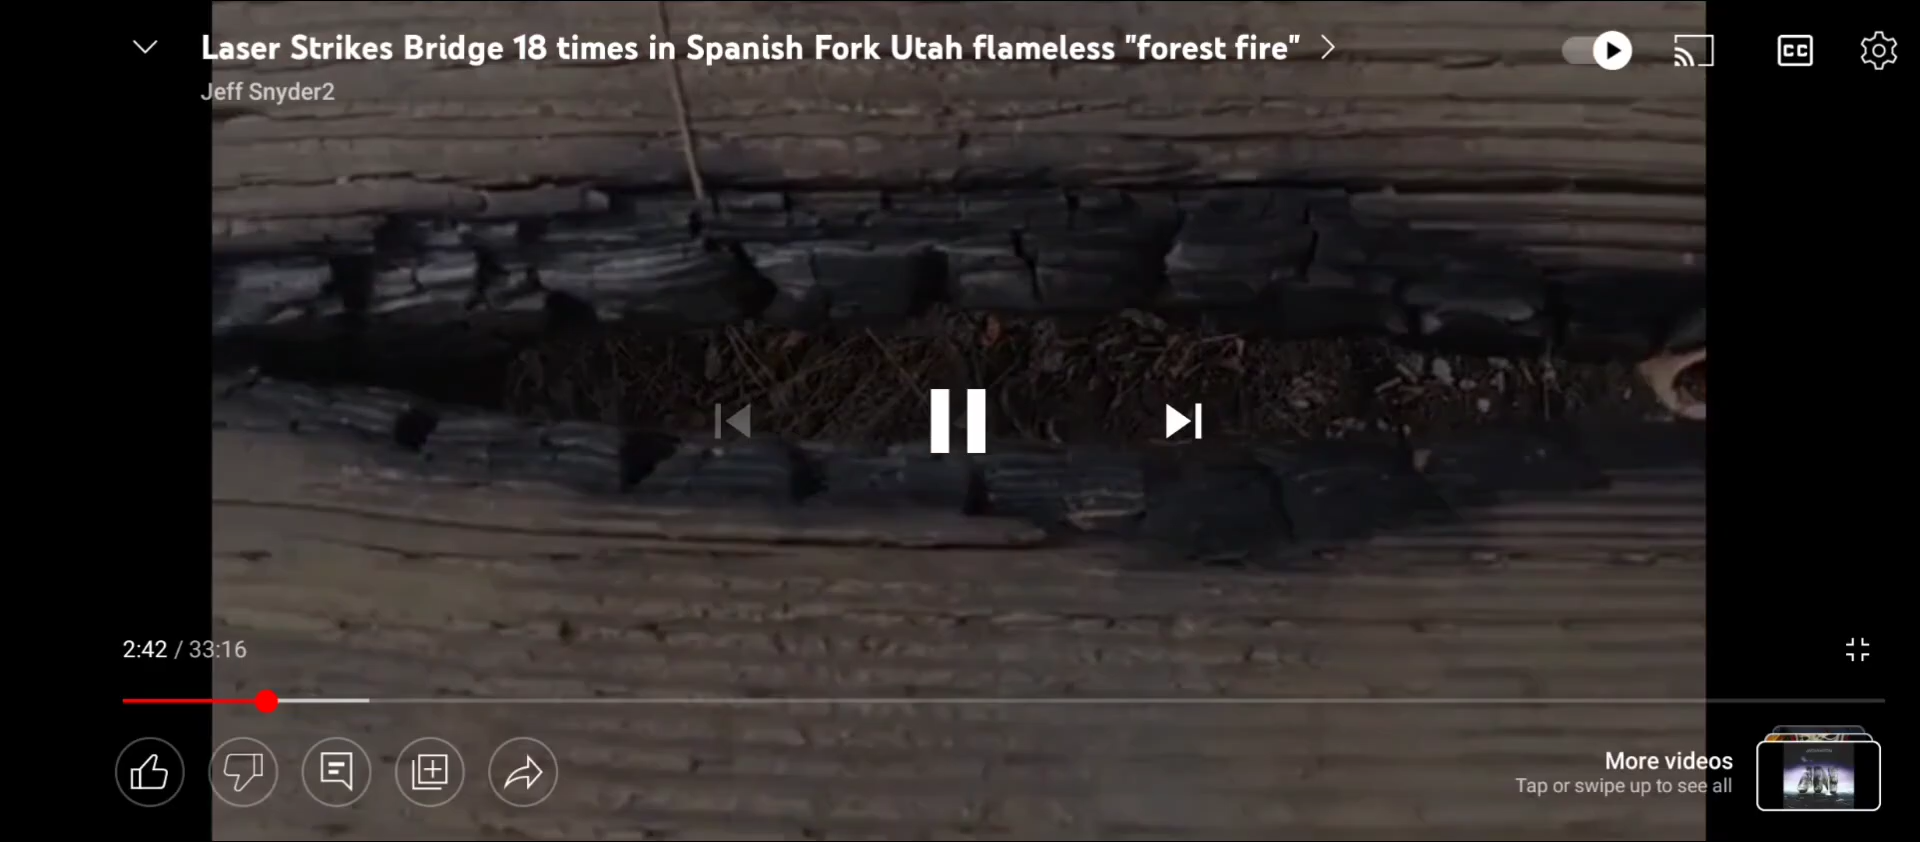 Laser Strikes Bridge 18 times in Spanish Fork Utah flameless "forest fire"
CC
Jeff Snyder2
2:42 / 33:16
More videos
Tap or swipe up to see all